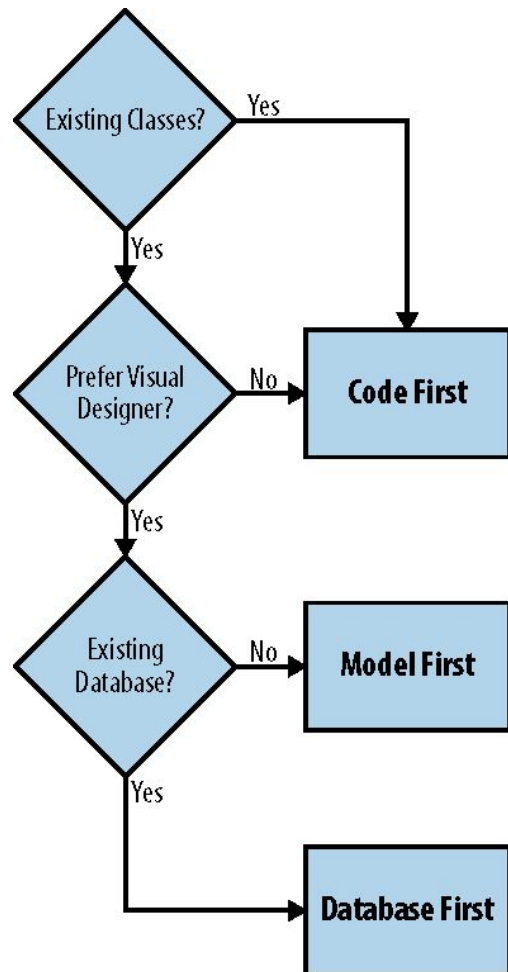 Existing Classes?
Yes
Yes
Prefer Visual
Designer?
No
Code First
Yes
Existing
Database?
No
Model First
Yes
Database First